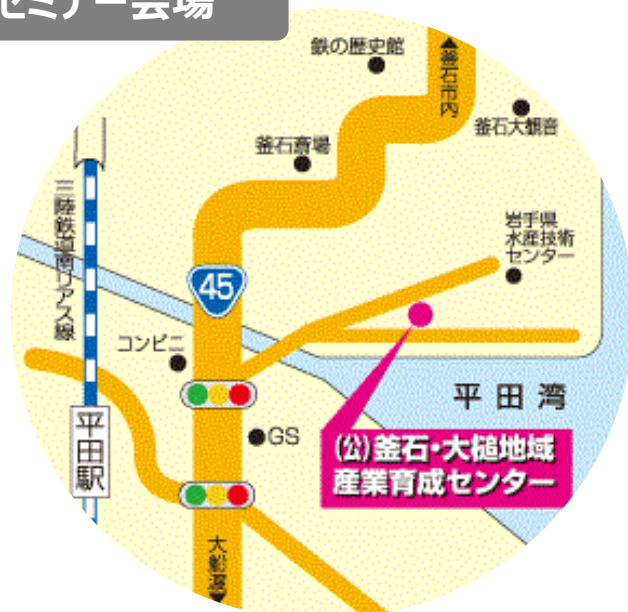 セミナー会場
鉄の歴史館
▲釜石市内
釜石大観音
釜石斎場
三陸鉄道南リアス線
岩手県
水産技術
センター
45
コンビニ
平田湾
平田駅
GS
(公)釜石・大槌地域
産業育成センター
大船渡▼